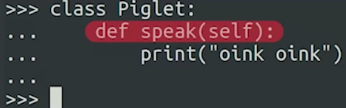 >>> class Piglet:
...     def speak(self):
...         print("oink oink")
...
>>>